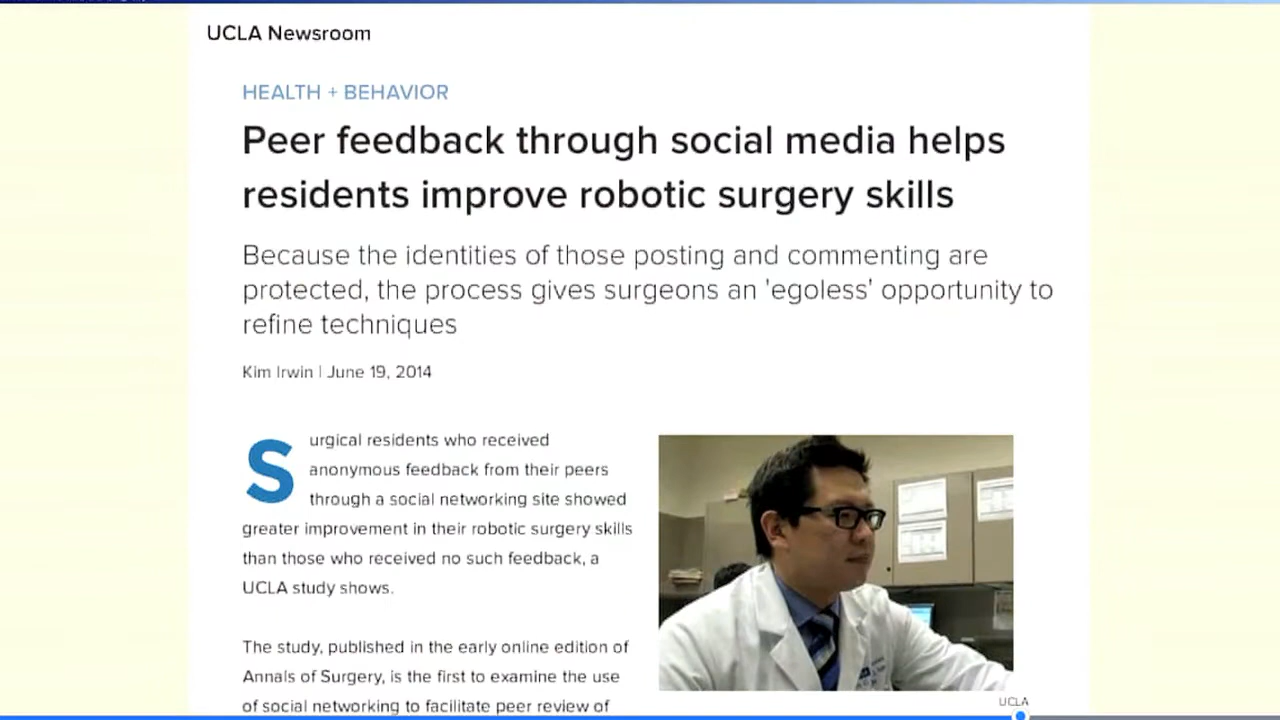 UCLA Newsroom
HEALTH + BEHAVIOR
Peer feedback through social media helps
residents improve robotic surgery skills
Because the identities of those posting and commenting are
protected, the process gives surgeons an 'egoless' opportunity to
refine techniques
Kim Irwin | June 19, 2014
Surgical residents who received
anonymous feedback from their peers
through a social networking site showed
greater improvement in their robotic surgery skills
than those who received no such feedback, a
UCLA study shows.
The study, published in the early online edition of
Annals of Surgery, is the first to examine the use
of social networking to facilitate peer review of
UCLA